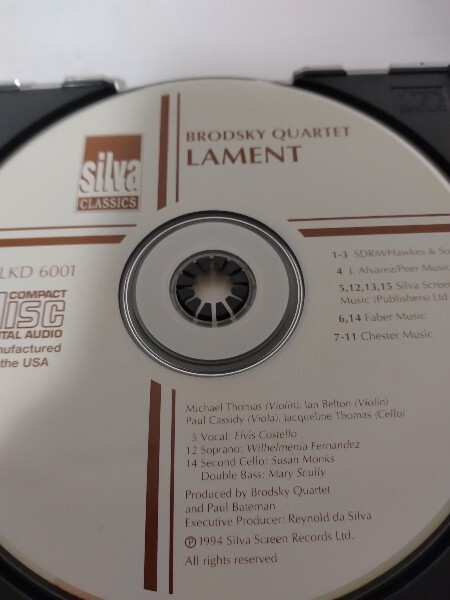 BRODSKY QUARTET
LAMENT
silva
CLASSICS
LKD 6001
COMPACT
disc
ITAL AUDIO
nufactured
the USA
1-3 SDRM/Hawkes & So
4 J. Alvarez/Peer Music
5,12,13,15 Silva Screen
Music (Publishers) Ltd
6,14 Faber Music
7-11 Chester Music
Michael Thomas (Violin), Ian Belton (Violin)
Paul Cassidy (Viola), Jacqueline Thomas (Cello)
5 Vocal: Elvis Costello
12 Soprano: Wilhelmenia Fernandez
14 Second Cello: Susan Monks
Double Bass: Mary Scully
Produced by Brodsky Quartet
and Paul Bateman
Executive Producer: Reynold da Silva
℗ 1994 Silva Screen Records Ltd.
All rights reserved